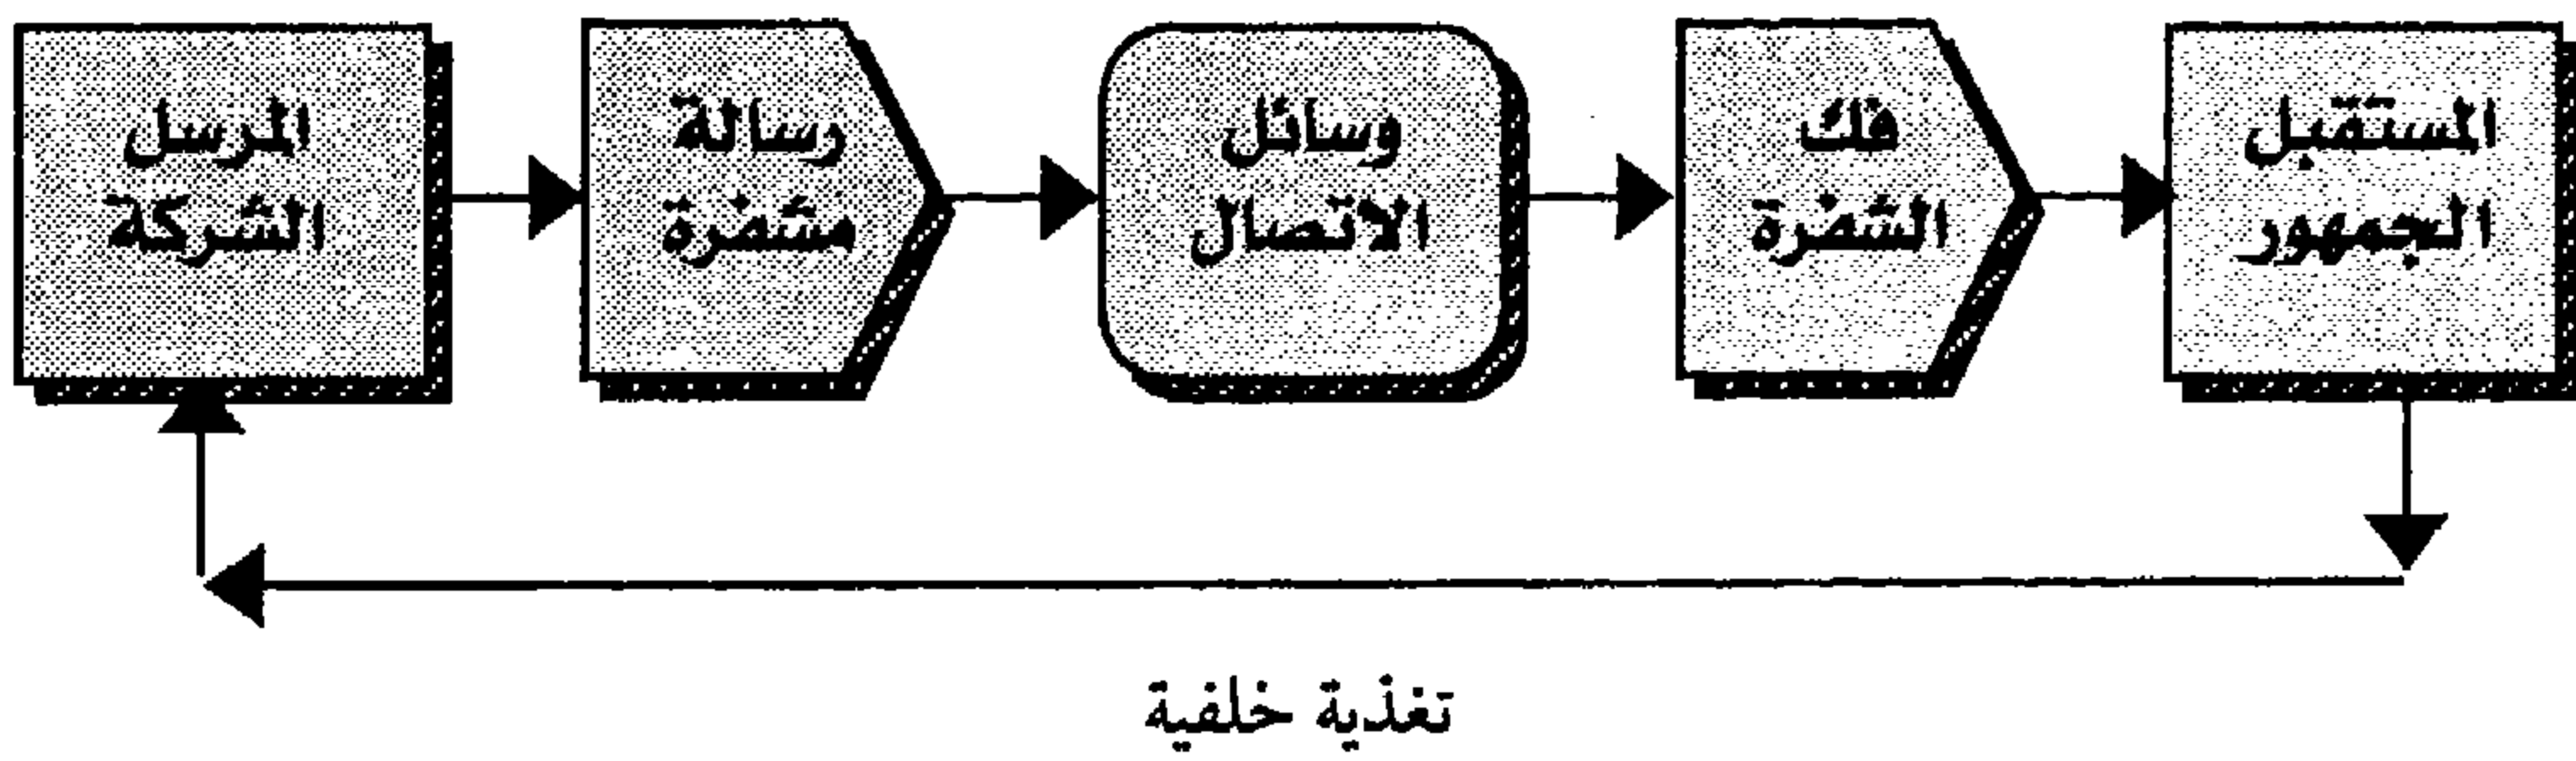 المرسل
الشركة
رسالة
مشفرة
وسائل
الاتصال
فك
الشفرة
المستقبل
الجمهور
تغذية خلفية